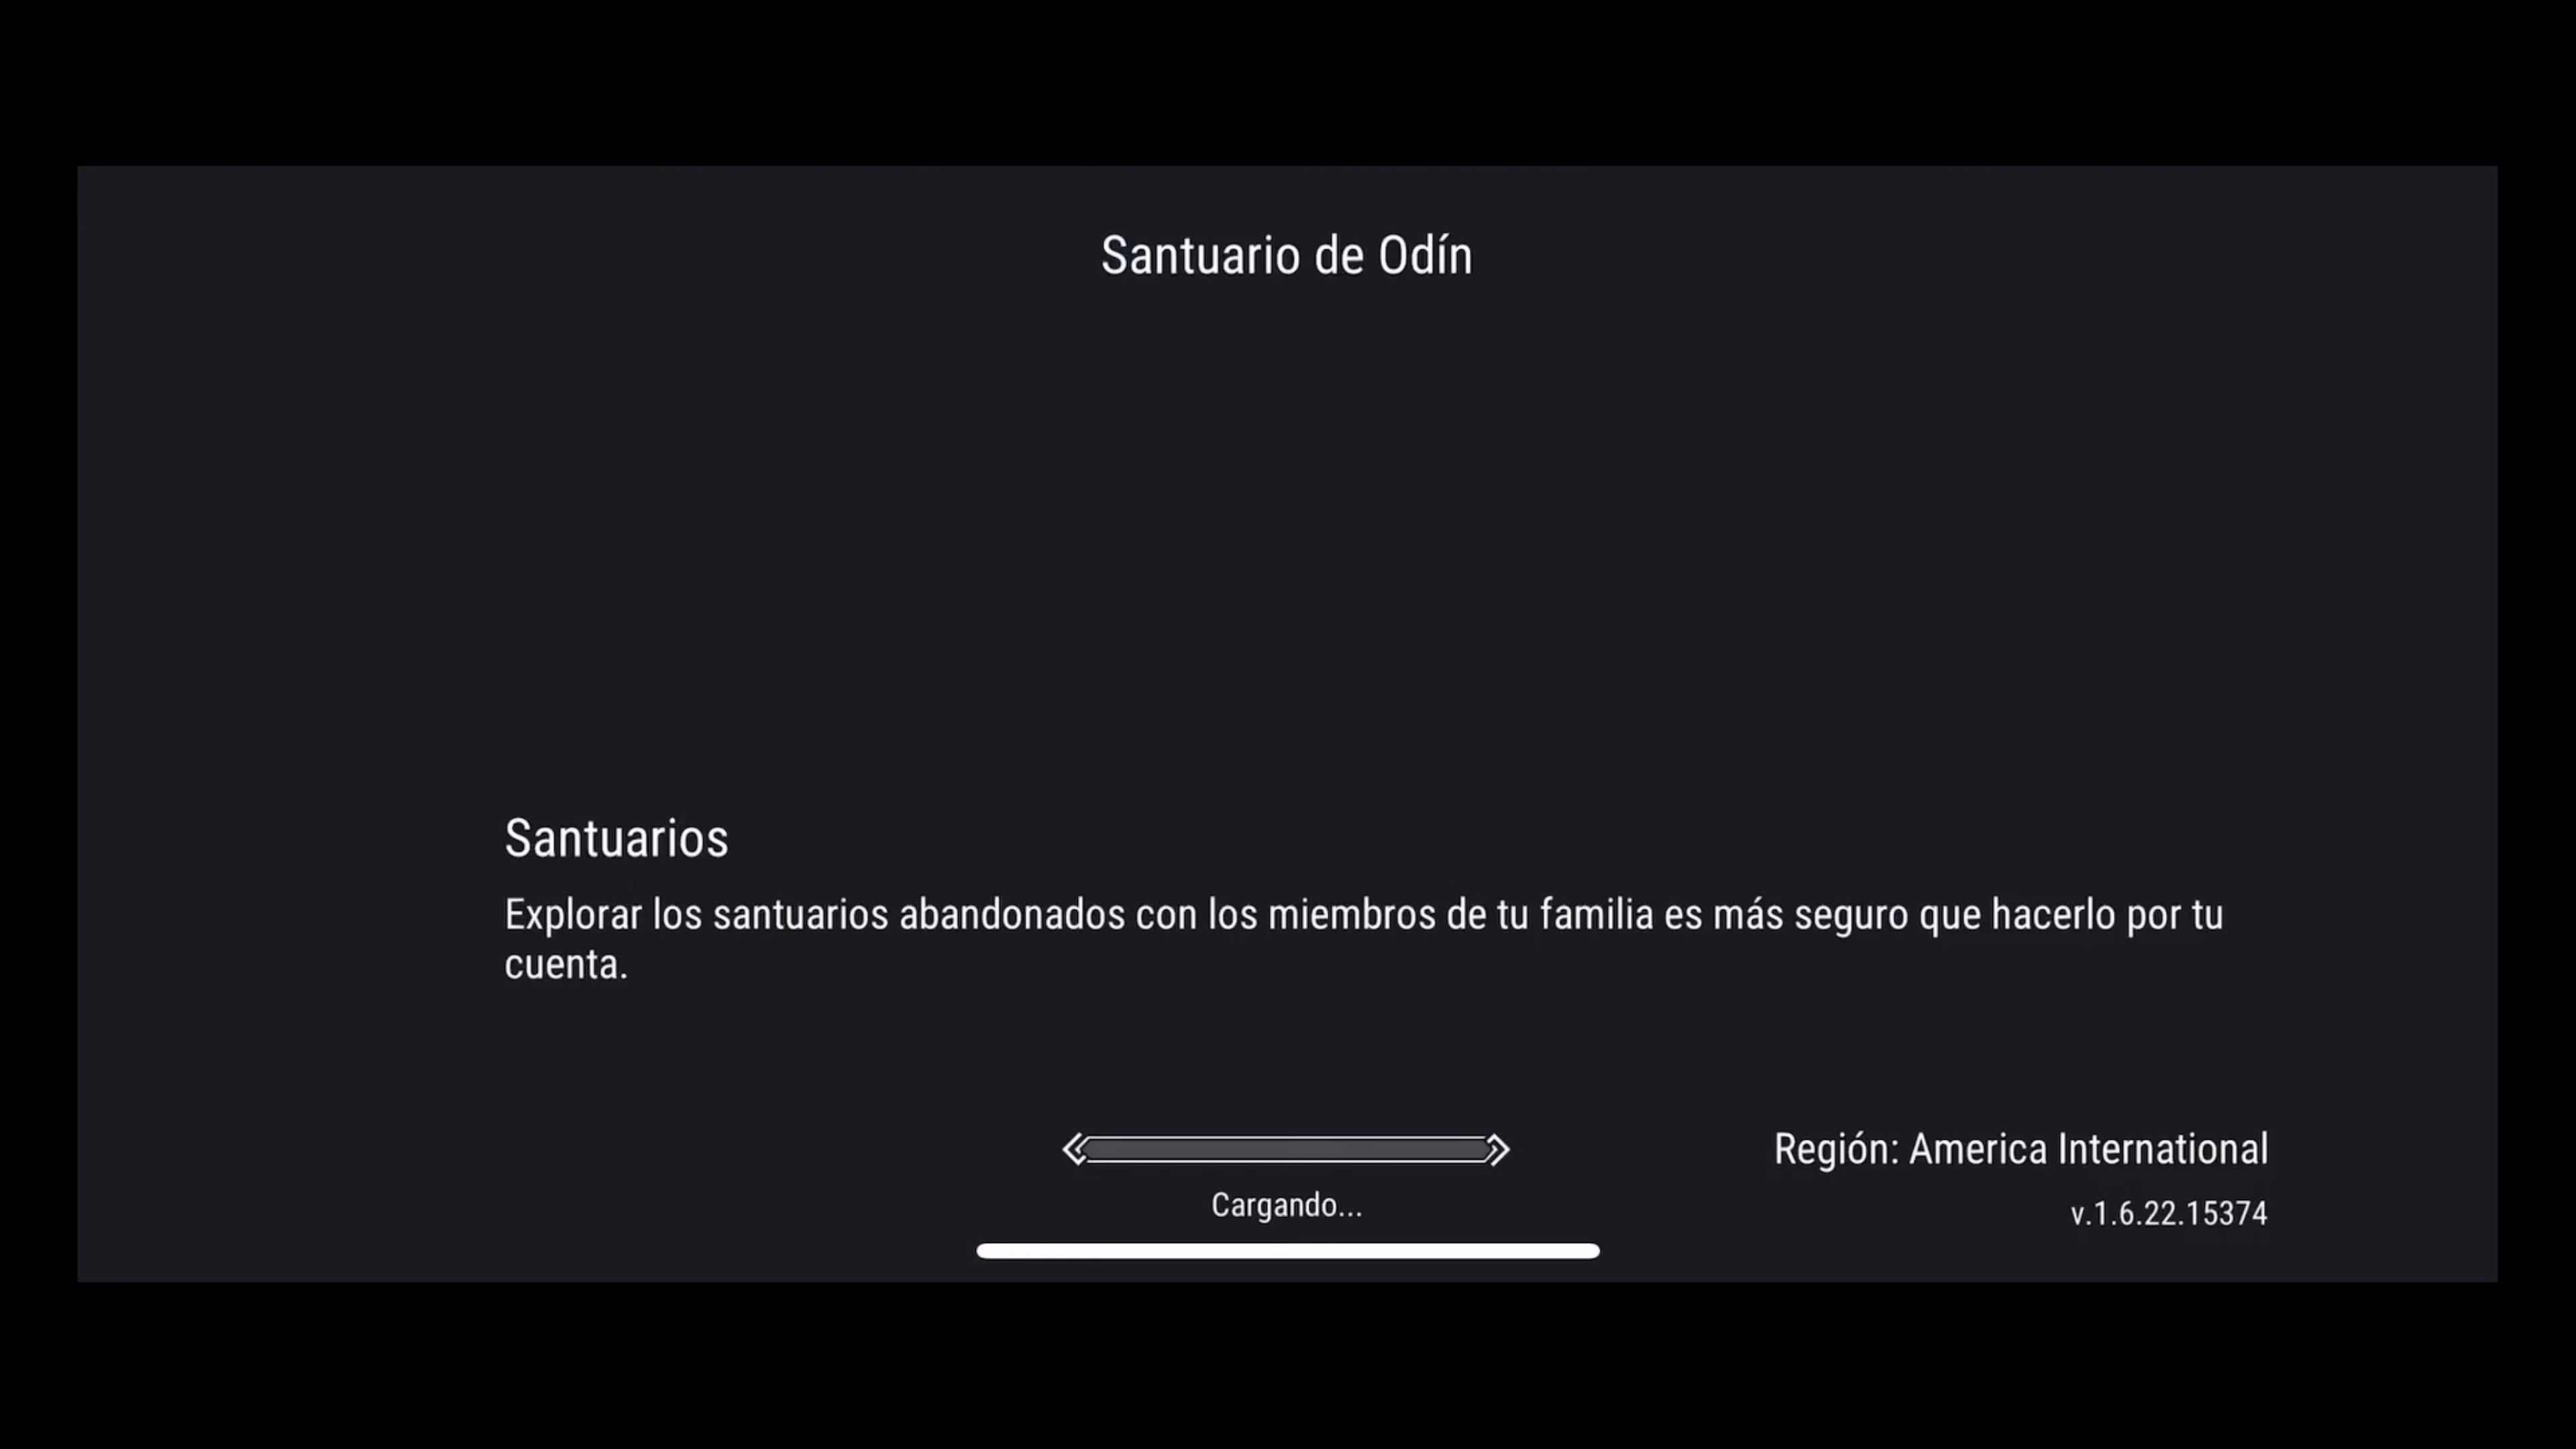 Santuario de Odín
Santuarios
Explorar los santuarios abandonados con los miembros de tu familia es más seguro que hacerlo por tu
cuenta.
Cargando...
Región: America International
v.1.6.22.15374